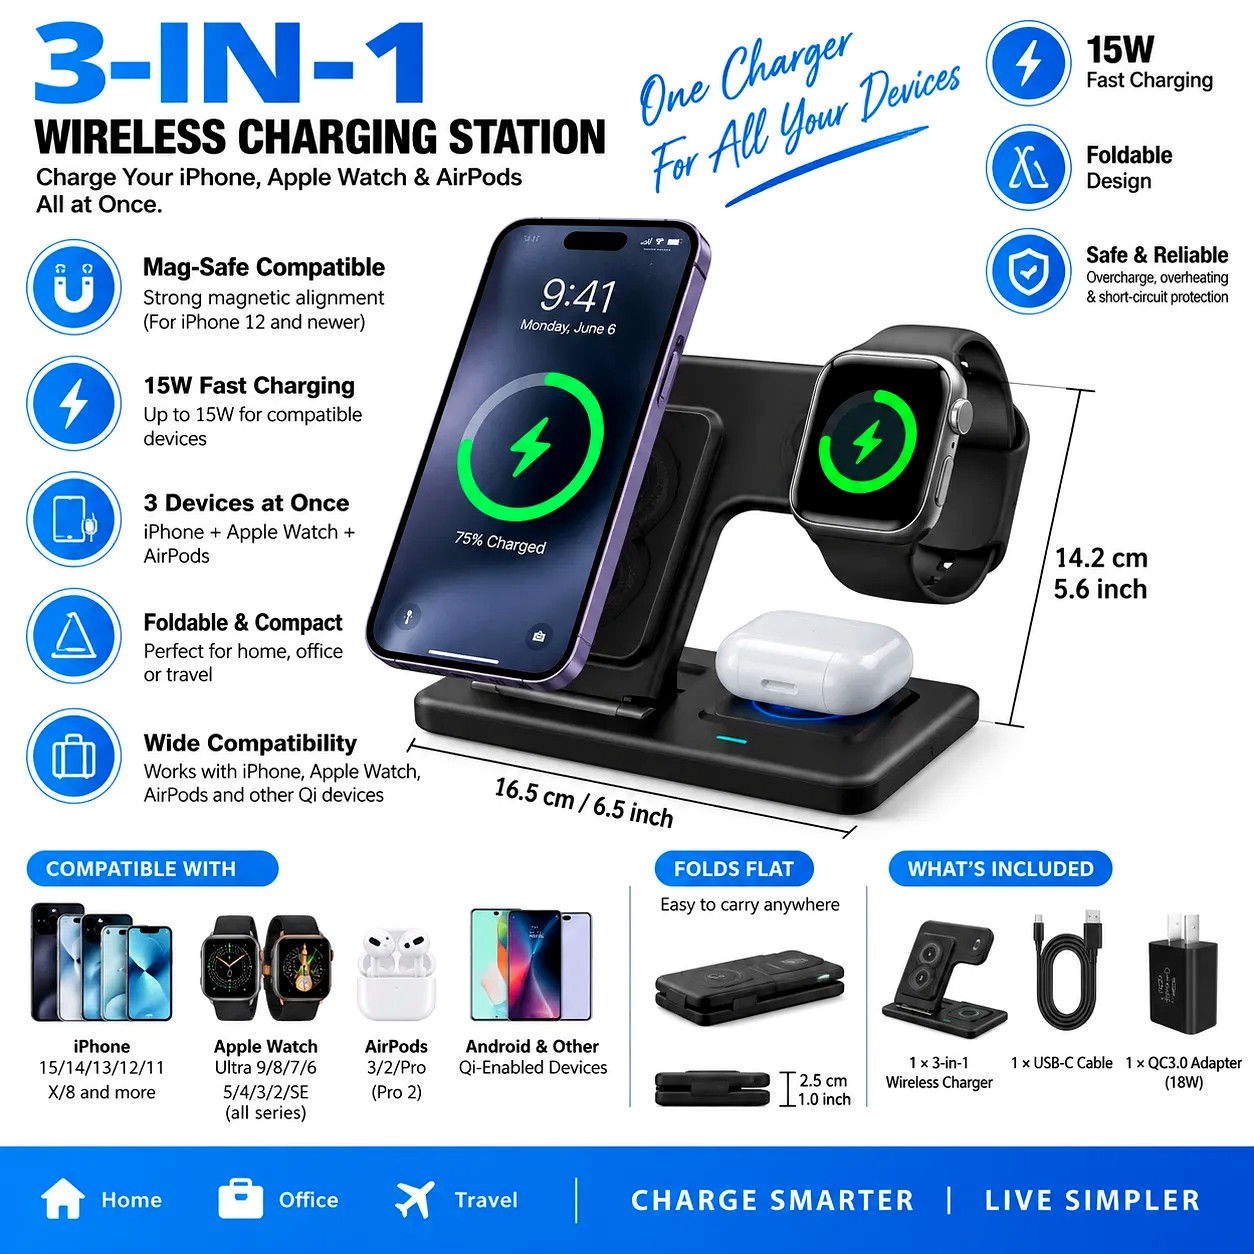 3-IN-1
WIRELESS CHARGING STATION
Charge Your iPhone, Apple Watch & AirPods
All at Once.
One Charger
For All Your Devices
15W
Fast Charging
Foldable
Design
Safe & Reliable
Overcharge, overheating
& short-circuit protection
Mag-Safe Compatible
Strong magnetic alignment
(For iPhone 12 and newer)
15W Fast Charging
Up to 15W for compatible
devices
3 Devices at Once
iPhone + Apple Watch +
AirPods
Foldable & Compact
Perfect for home, office
or travel
Wide Compatibility
Works with iPhone, Apple Watch,
AirPods and other Qi devices
9:41
Monday, June 6
75% Charged
14.2 cm
5.6 inch
16.5 cm / 6.5 inch
COMPATIBLE WITH
iPhone
15/14/13/12/11
X/8 and more
Apple Watch
Ultra 9/8/7/6
5/4/3/2/SE
(all series)
AirPods
3/2/Pro
(Pro 2)
Android & Other
Qi-Enabled Devices
FOLDS FLAT
Easy to carry anywhere
2.5 cm
1.0 inch
WHAT'S INCLUDED
1 × 3-in-1
Wireless Charger
1 × USB-C Cable
1 × QC3.0 Adapter
(18W)
Home
Office
Travel
CHARGE SMARTER | LIVE SIMPLER